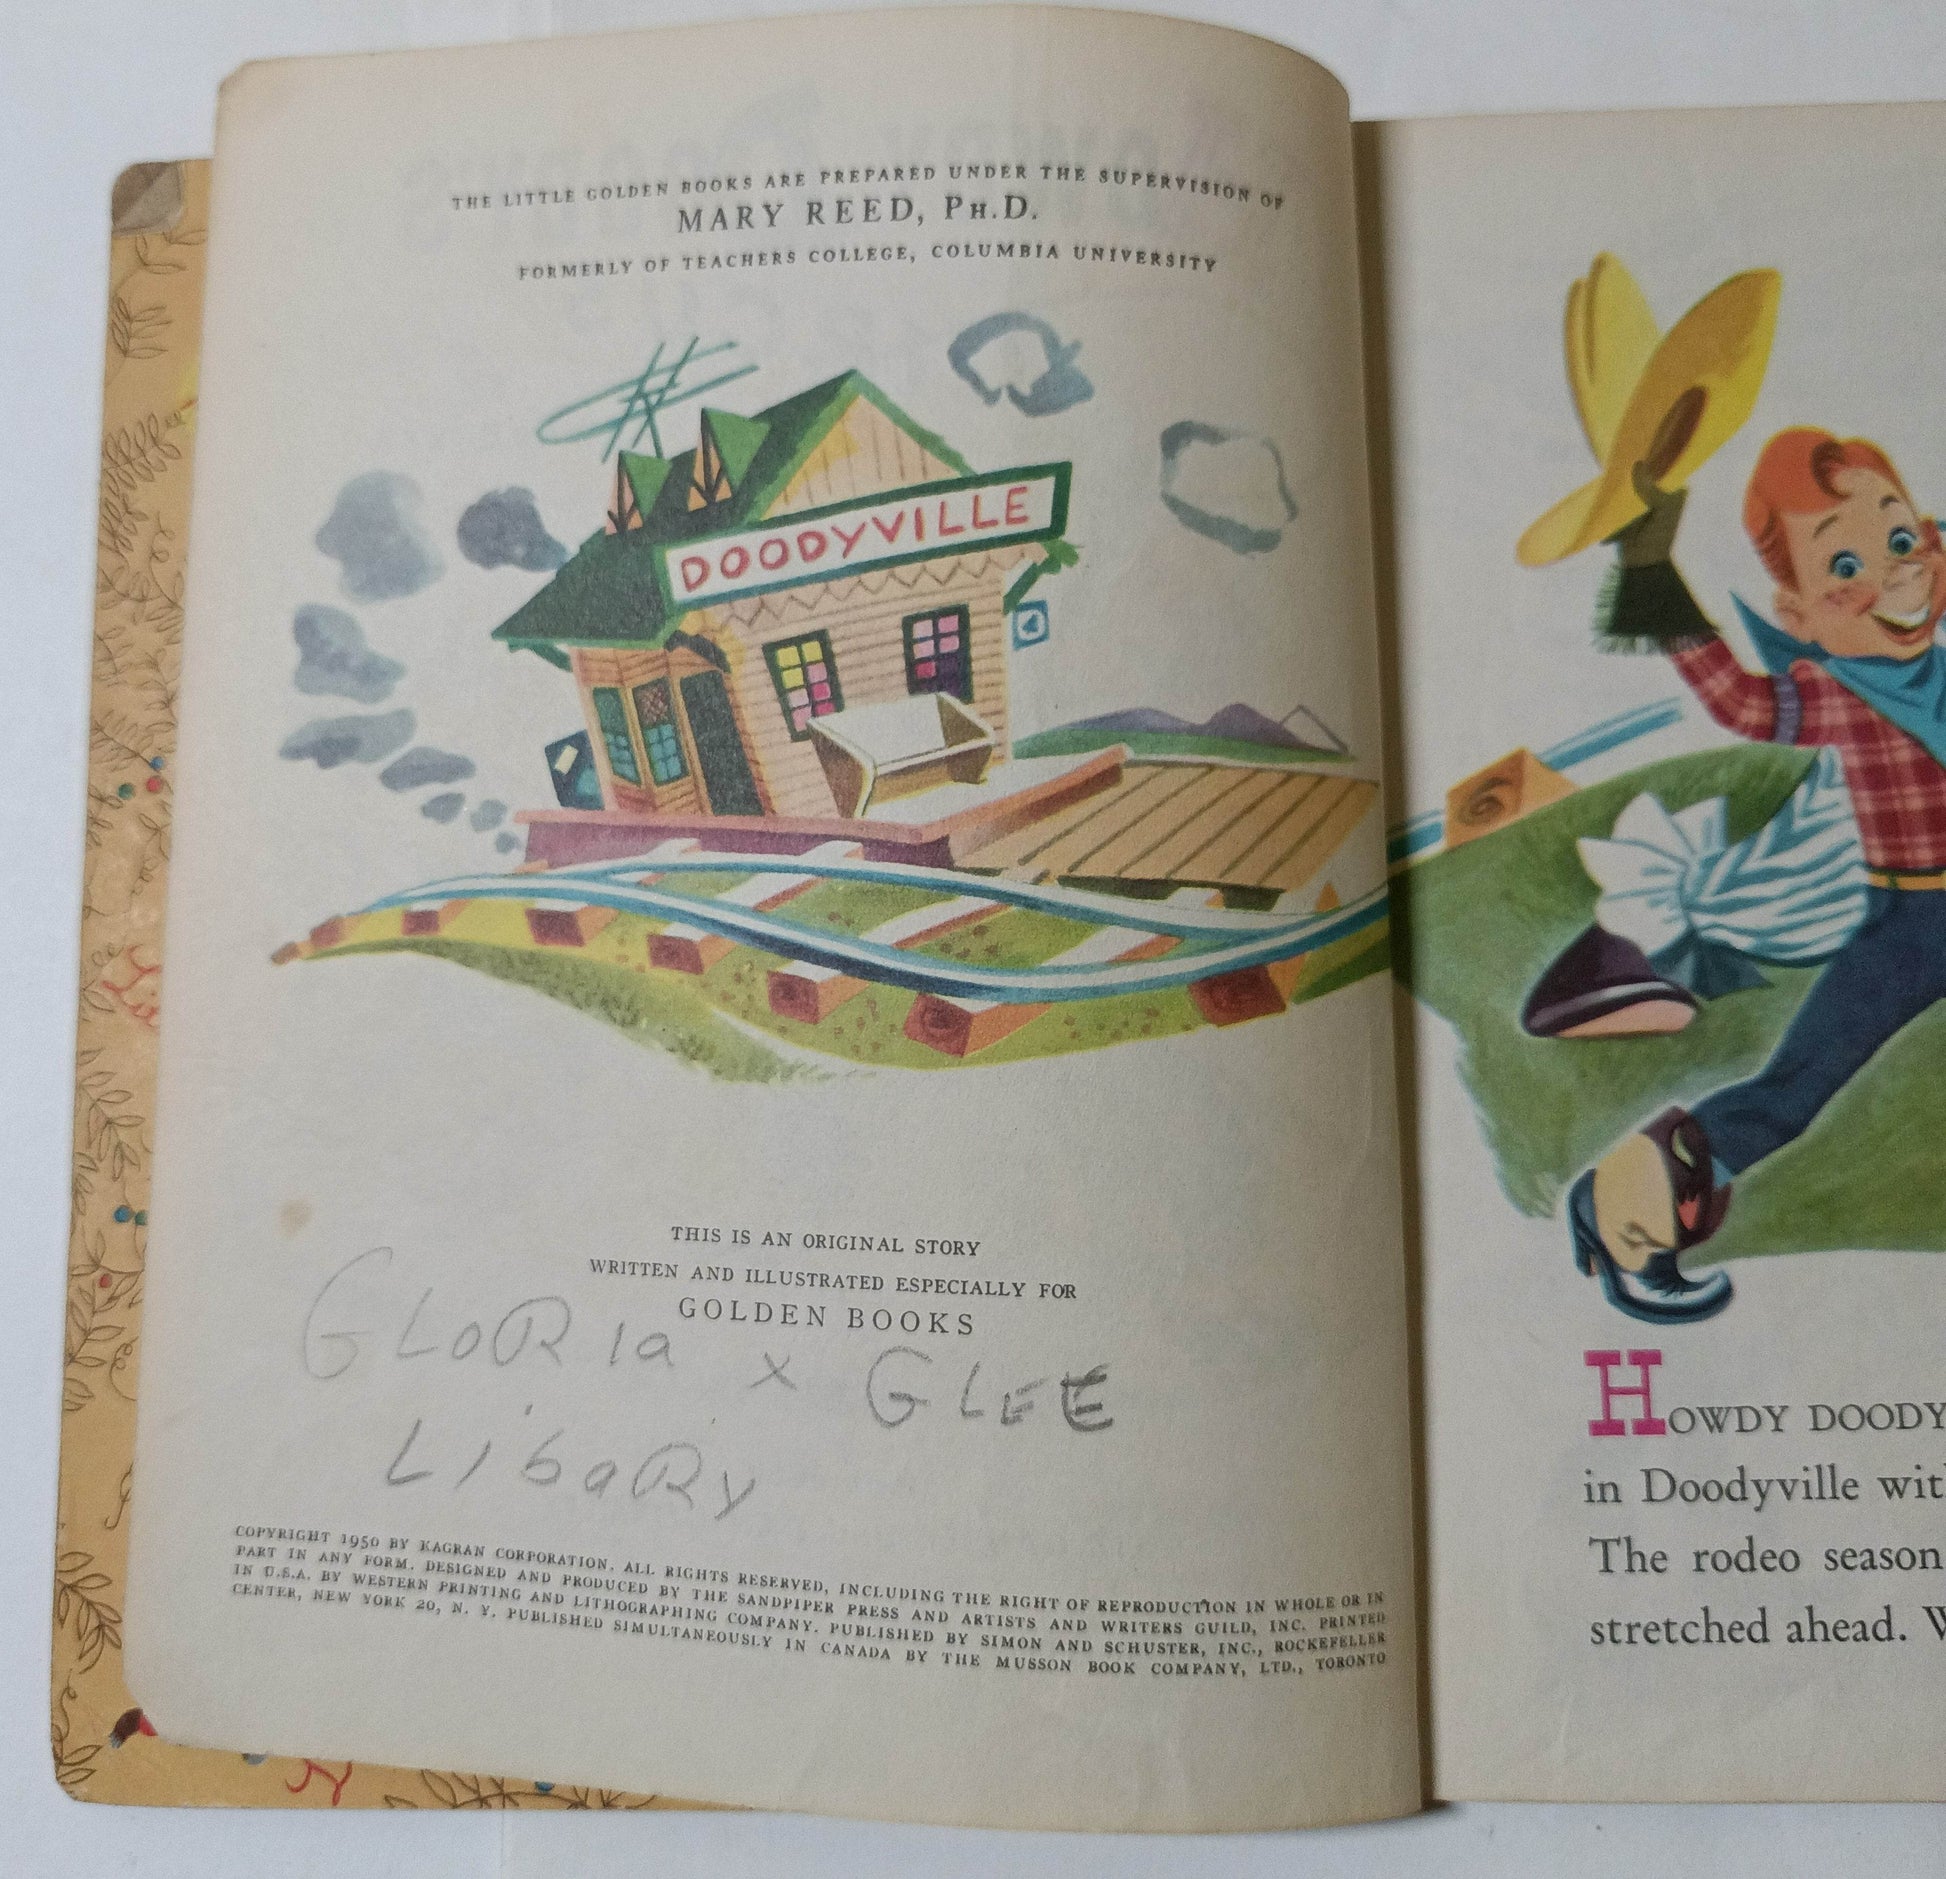 THE LITTLE GOLDEN BOOKS ARE PREPARED UNDER THE SUPERVISION OF
MARY REED, PH.D.
FORMERLY OF TEACHERS COLLEGE, COLUMBIA UNIVERSITY
DOODYVILLE
THIS IS AN ORIGINAL STORY
WRITTEN AND ILLUSTRATED ESPECIALLY FOR
GOLDEN BOOKS
GLORIa x GLEE
LibaRy
COPYRIGHT 1950 BY KAGRAN CORPORATION. ALL RIGHTS RESERVED, INCLUDING THE RIGHT OF REPRODUCTION IN WHOLE OR IN
PART IN ANY FORM. DESIGNED AND PRODUCED BY THE SANDPIPER PRESS AND ARTISTS AND WRITERS GUILD, INC. PRINTED
IN U.S.A. BY WESTERN PRINTING AND LITHOGRAPHING COMPANY. PUBLISHED BY SIMON AND SCHUSTER, INC., ROCKEFELLER
CENTER, NEW YORK 20, N. Y. PUBLISHED SIMULTANEOUSLY IN CANADA BY THE MUSSON BOOK COMPANY, LTD., TORONTO
HOWDY DOODY
in Doodyville
The rodeo season
stretched ahead.